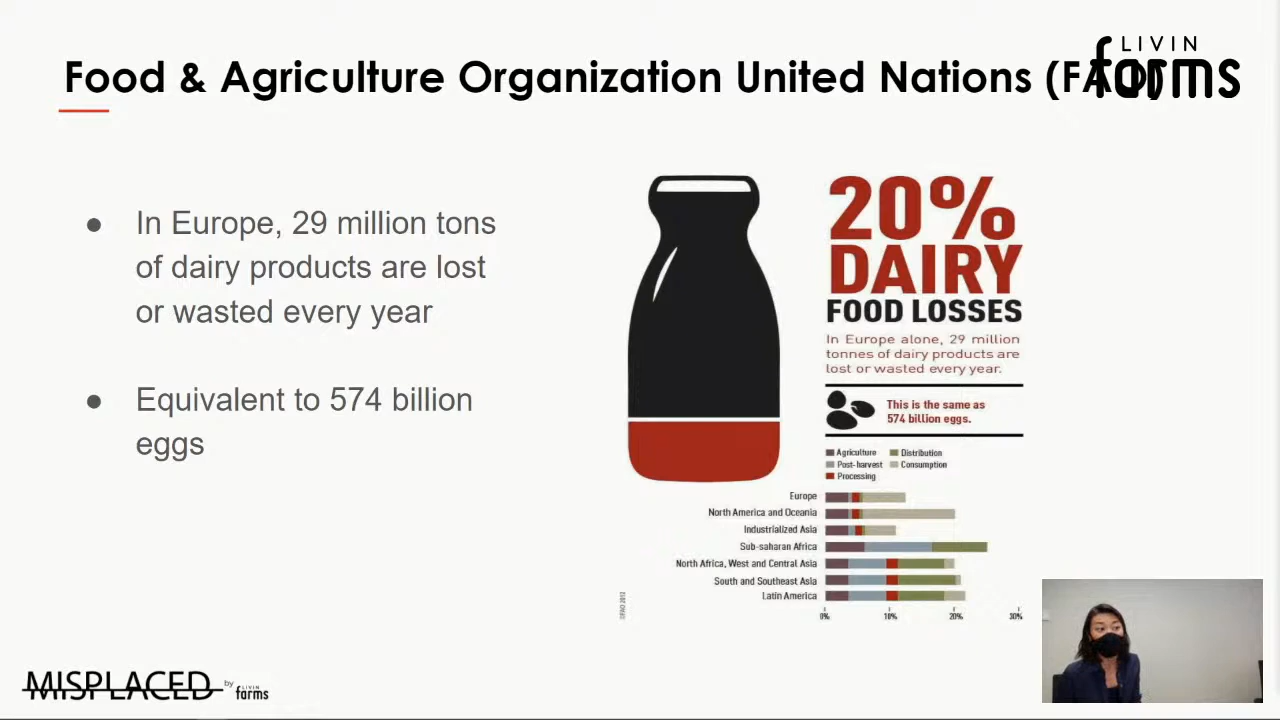 LIVIN
farms
Food & Agriculture Organization United Nations (FAO)
● In Europe, 29 million tons
of dairy products are lost
or wasted every year
● Equivalent to 574 billion
eggs
20%
DAIRY
FOOD LOSSES
In Europe alone, 29 million
tonnes of dairy products are
lost or wasted every year.
This is the same as
574 billion eggs.
Agriculture Distribution
Post-harvest Consumption
Processing
Europe
North America and Oceania
Industrialized Asia
Sub-saharan Africa
North Africa, West and Central Asia
South and Southeast Asia
Latin America
0% 10% 20% 30%
©FAO 2012
MISPLACED by LIVIN farms